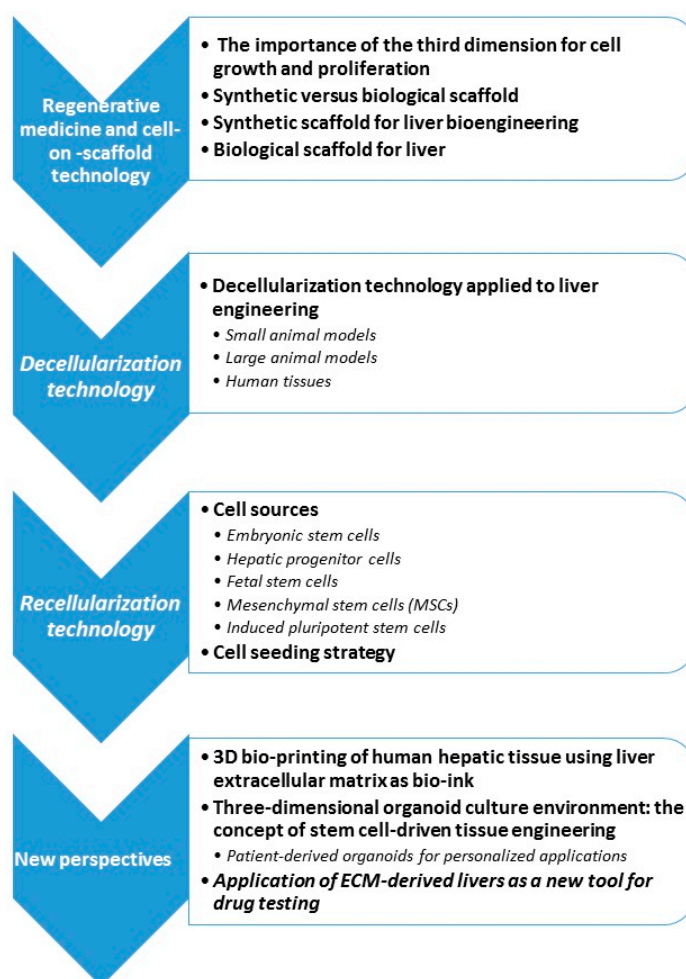 Regenerative
medicine and cell-
on -scaffold
technology
• The importance of the third dimension for cell
growth and proliferation
• Synthetic versus biological scaffold
• Synthetic scaffold for liver bioengineering
• Biological scaffold for liver
Decellularization
technology
• Decellularization technology applied to liver
engineering
• Small animal models
• Large animal models
• Human tissues
Recellularization
technology
• Cell sources
• Embryonic stem cells
• Hepatic progenitor cells
• Fetal stem cells
• Mesenchymal stem cells (MSCs)
• Induced pluripotent stem cells
• Cell seeding strategy
New perspectives
• 3D bio-printing of human hepatic tissue using liver
extracellular matrix as bio-ink
• Three-dimensional organoid culture environment: the
concept of stem cell-driven tissue engineering
• Patient-derived organoids for personalized applications
• Application of ECM-derived livers as a new tool for
drug testing